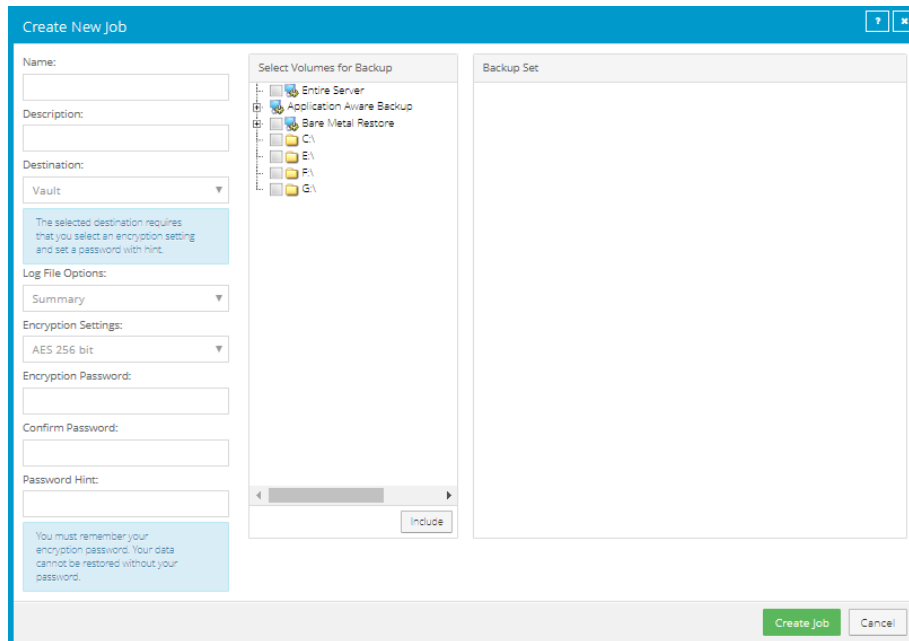 Create New Job
?
x
Name:
Description:
Destination:
Vault
The selected destination requires
that you select an encryption setting
and set a password with hint.
Log File Options:
Summary
Encryption Settings:
AES 256 bit
Encryption Password:
Confirm Password:
Password Hint:
You must remember your
encryption password. Your data
cannot be restored without your
password.
Select Volumes for Backup
Entire Server
Application Aware Backup
Bare Metal Restore
C:\
E:\
F:\
G:\
Include
Backup Set
Create Job
Cancel